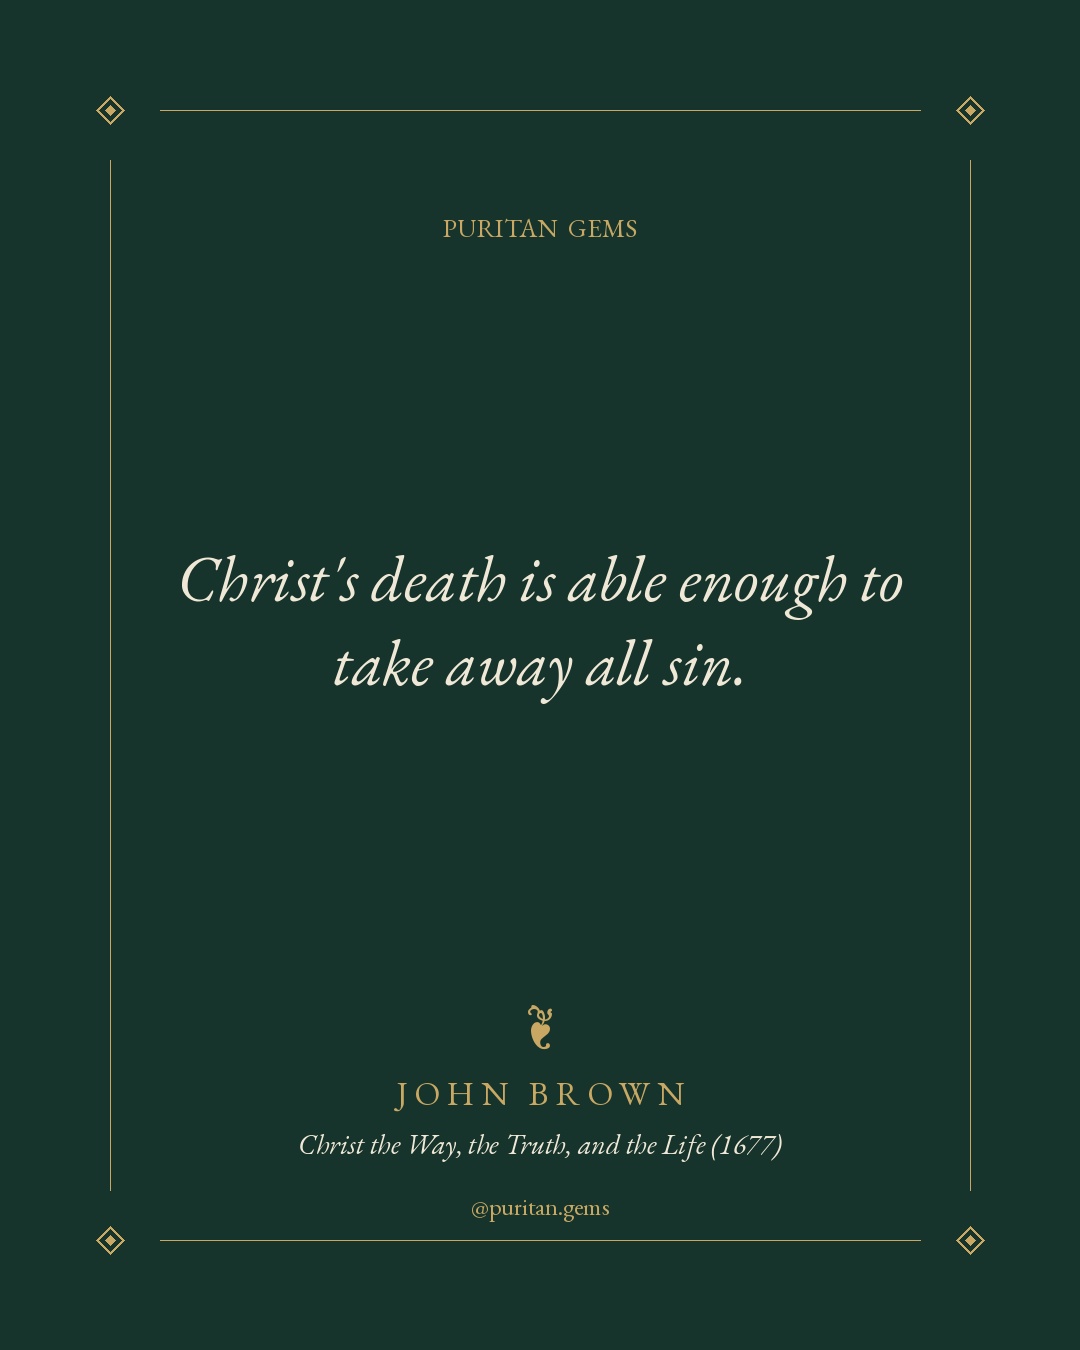 PURITAN GEMS
Christ's death is able enough to
take away all sin.
JOHN BROWN
Christ the Way, the Truth, and the Life (1677)
@puritan.gems